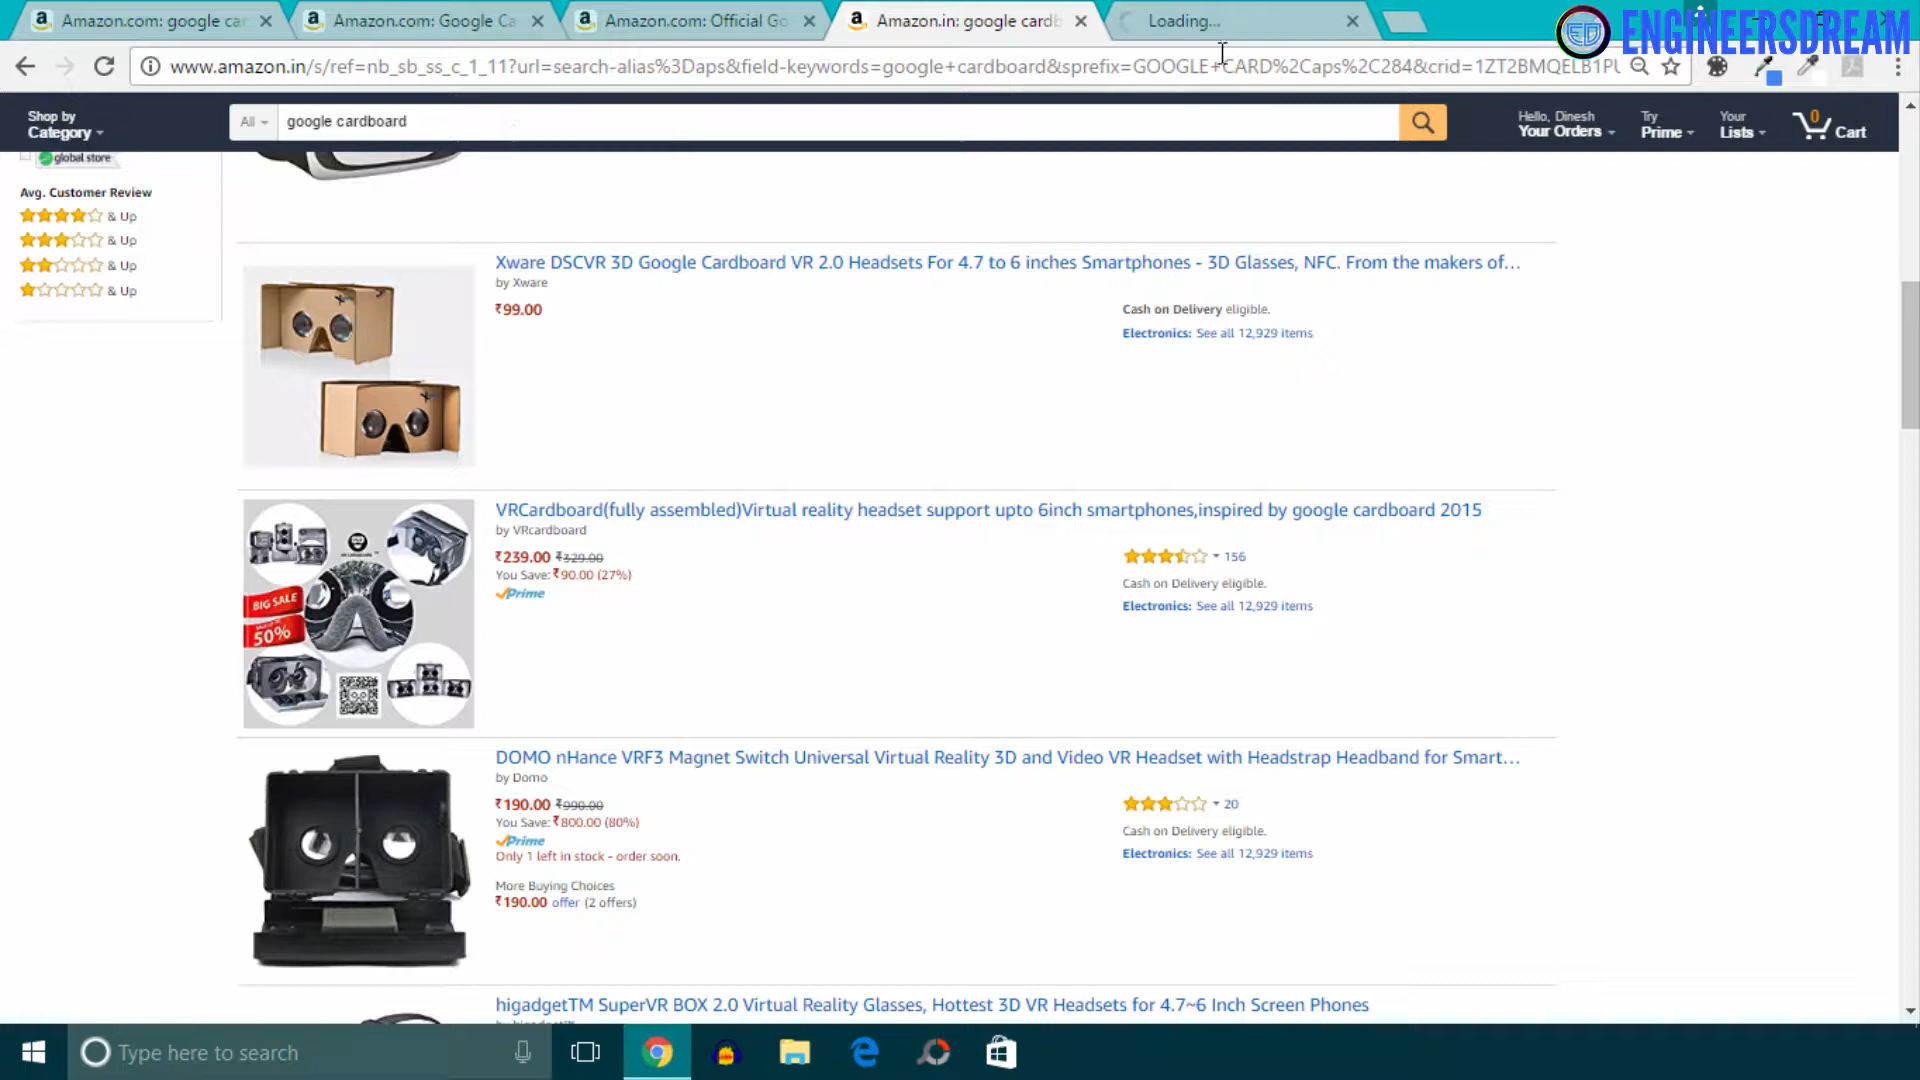 Amazon.com: google car
Amazon.com: Google Ca
Amazon.com: Official Go
Amazon.in: google cardb
Loading...
ED ENGINEERSDREAM
www.amazon.in/s/ref=nb_sb_ss_c_1_11?url=search-alias%3Daps&field-keywords=google+cardboard&sprefix=GOOGLE+CARD%2Caps%2C284&crid=1ZT2BMQELB1PU
Shop by
Category
All
google cardboard
Hello, Dinesh
Your Orders
Try
Prime
Your
Lists
0
Cart
global store
Avg. Customer Review
& Up
& Up
& Up
& Up
Xware DSCVR 3D Google Cardboard VR 2.0 Headsets For 4.7 to 6 inches Smartphones - 3D Glasses, NFC. From the makers of...
by Xware
₹99.00
Cash on Delivery eligible.
Electronics: See all 12,929 items
VRCardboard(fully assembled)Virtual reality headset support upto 6inch smartphones,inspired by google cardboard 2015
by VRcardboard
₹239.00 ₹329.00
You Save: ₹90.00 (27%)
Prime
156
Cash on Delivery eligible.
Electronics: See all 12,929 items
BIG SALE
50%
DOMO nHance VRF3 Magnet Switch Universal Virtual Reality 3D and Video VR Headset with Headstrap Headband for Smart...
by Domo
₹190.00 ₹990.00
You Save: ₹800.00 (80%)
Prime
Only 1 left in stock - order soon.
More Buying Choices
₹190.00 offer (2 offers)
20
Cash on Delivery eligible.
Electronics: See all 12,929 items
higadgetTM SuperVR BOX 2.0 Virtual Reality Glasses, Hottest 3D VR Headsets for 4.7~6 Inch Screen Phones
Type here to search